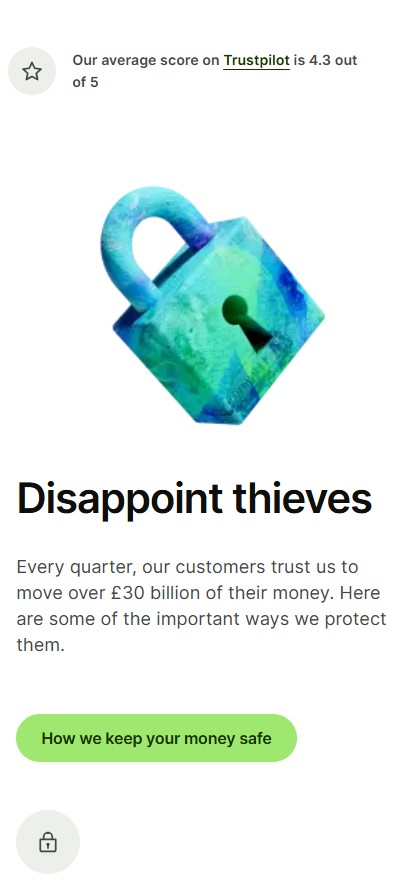 Our average score on Trustpilot is 4.3 out
of 5
Disappoint thieves
Every quarter, our customers trust us to
move over £30 billion of their money. Here
are some of the important ways we protect
them.
How we keep your money safe